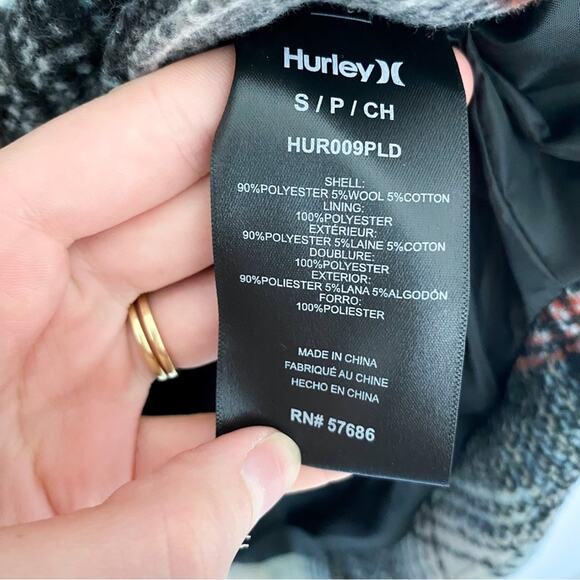 Hurley
S / P / CH
HUR009PLD
SHELL:
90%POLYESTER 5%WOOL 5%COTTON
LINING:
100%POLYESTER
EXTÉRIEUR:
90%POLYESTER 5%LAINE 5%COTON
DOUBLURE:
100%POLYESTER
EXTERIOR:
90%POLIESTER 5%LANA 5%ALGODÓN
FORRO:
100%POLIESTER
MADE IN CHINA
FABRIQUÉ AU CHINE
HECHO EN CHINA
RN# 57686